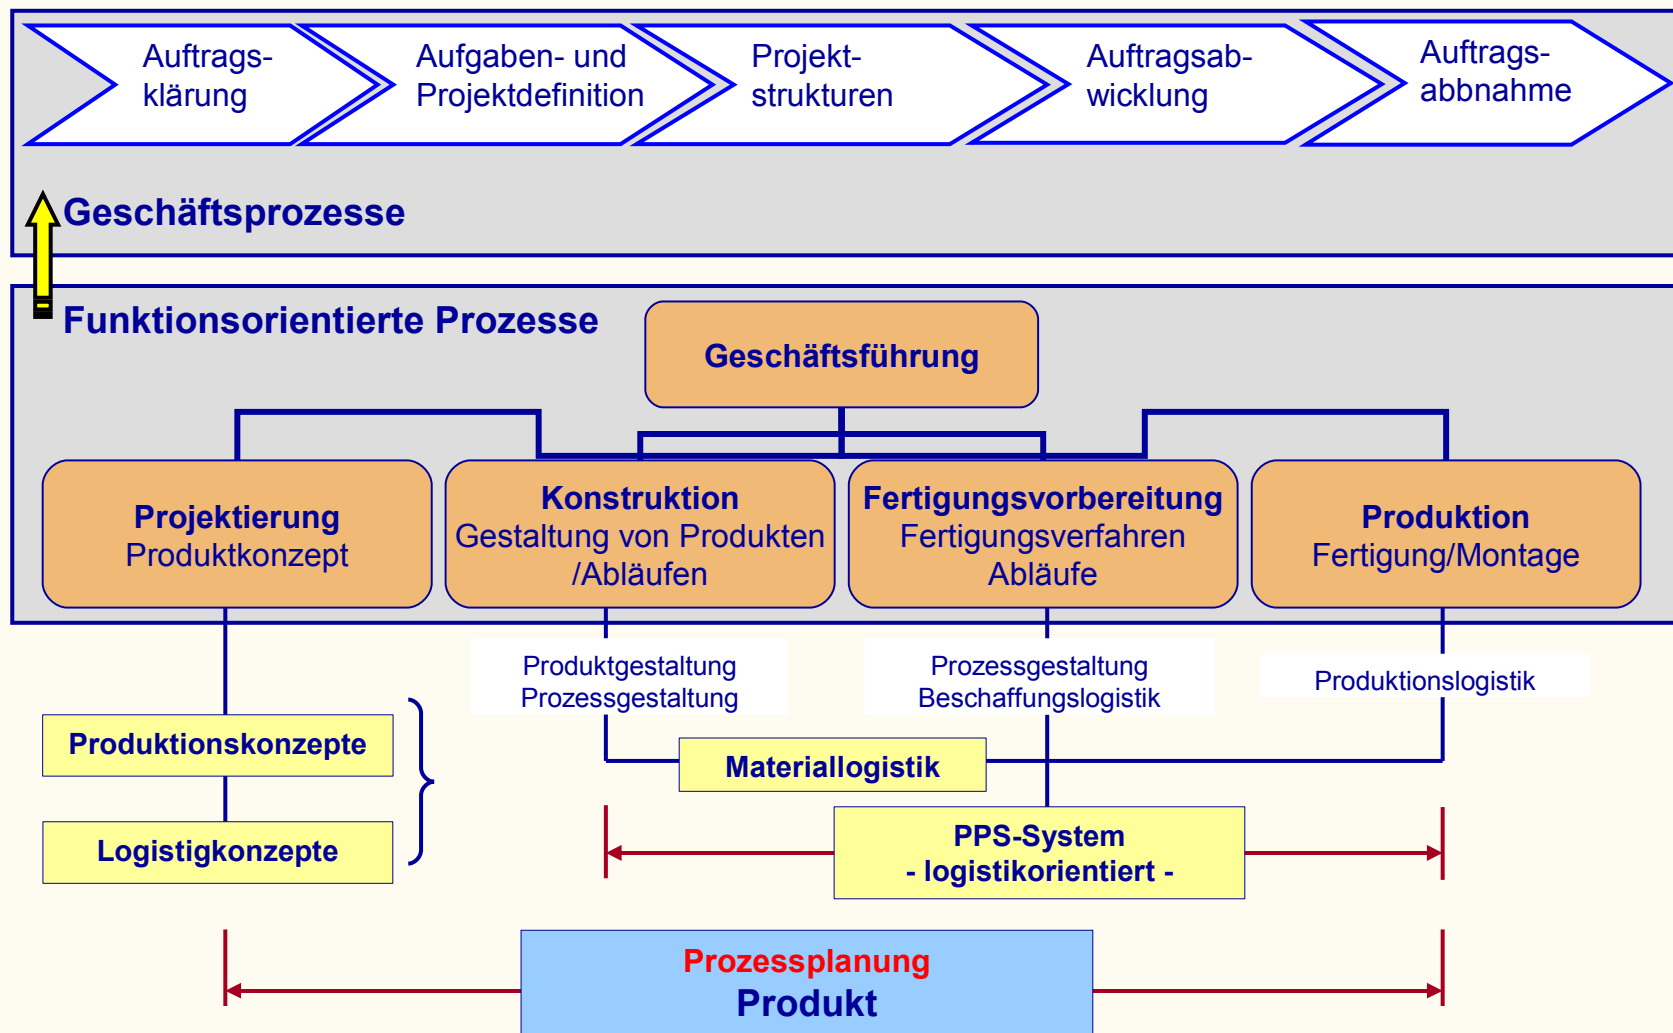 Auftrags-
klärung
Aufgaben- und
Projektdefinition
Projekt-
strukturen
Auftragsab-
wicklung
Auftrags-
abbnahme
Geschäftsprozesse
Funktionsorientierte Prozesse
Geschäftsführung
Projektierung
Produktkonzept
Konstruktion
Gestaltung von Produkten
/Abläufen
Fertigungsvorbereitung
Fertigungsverfahren
Abläufe
Produktion
Fertigung/Montage
Produktgestaltung
Prozessgestaltung
Prozessgestaltung
Beschaffungslogistik
Produktionslogistik
Produktionskonzepte
Materiallogistik
Logistigkonzepte
PPS-System
- logistikorientiert -
Prozessplanung
Produkt